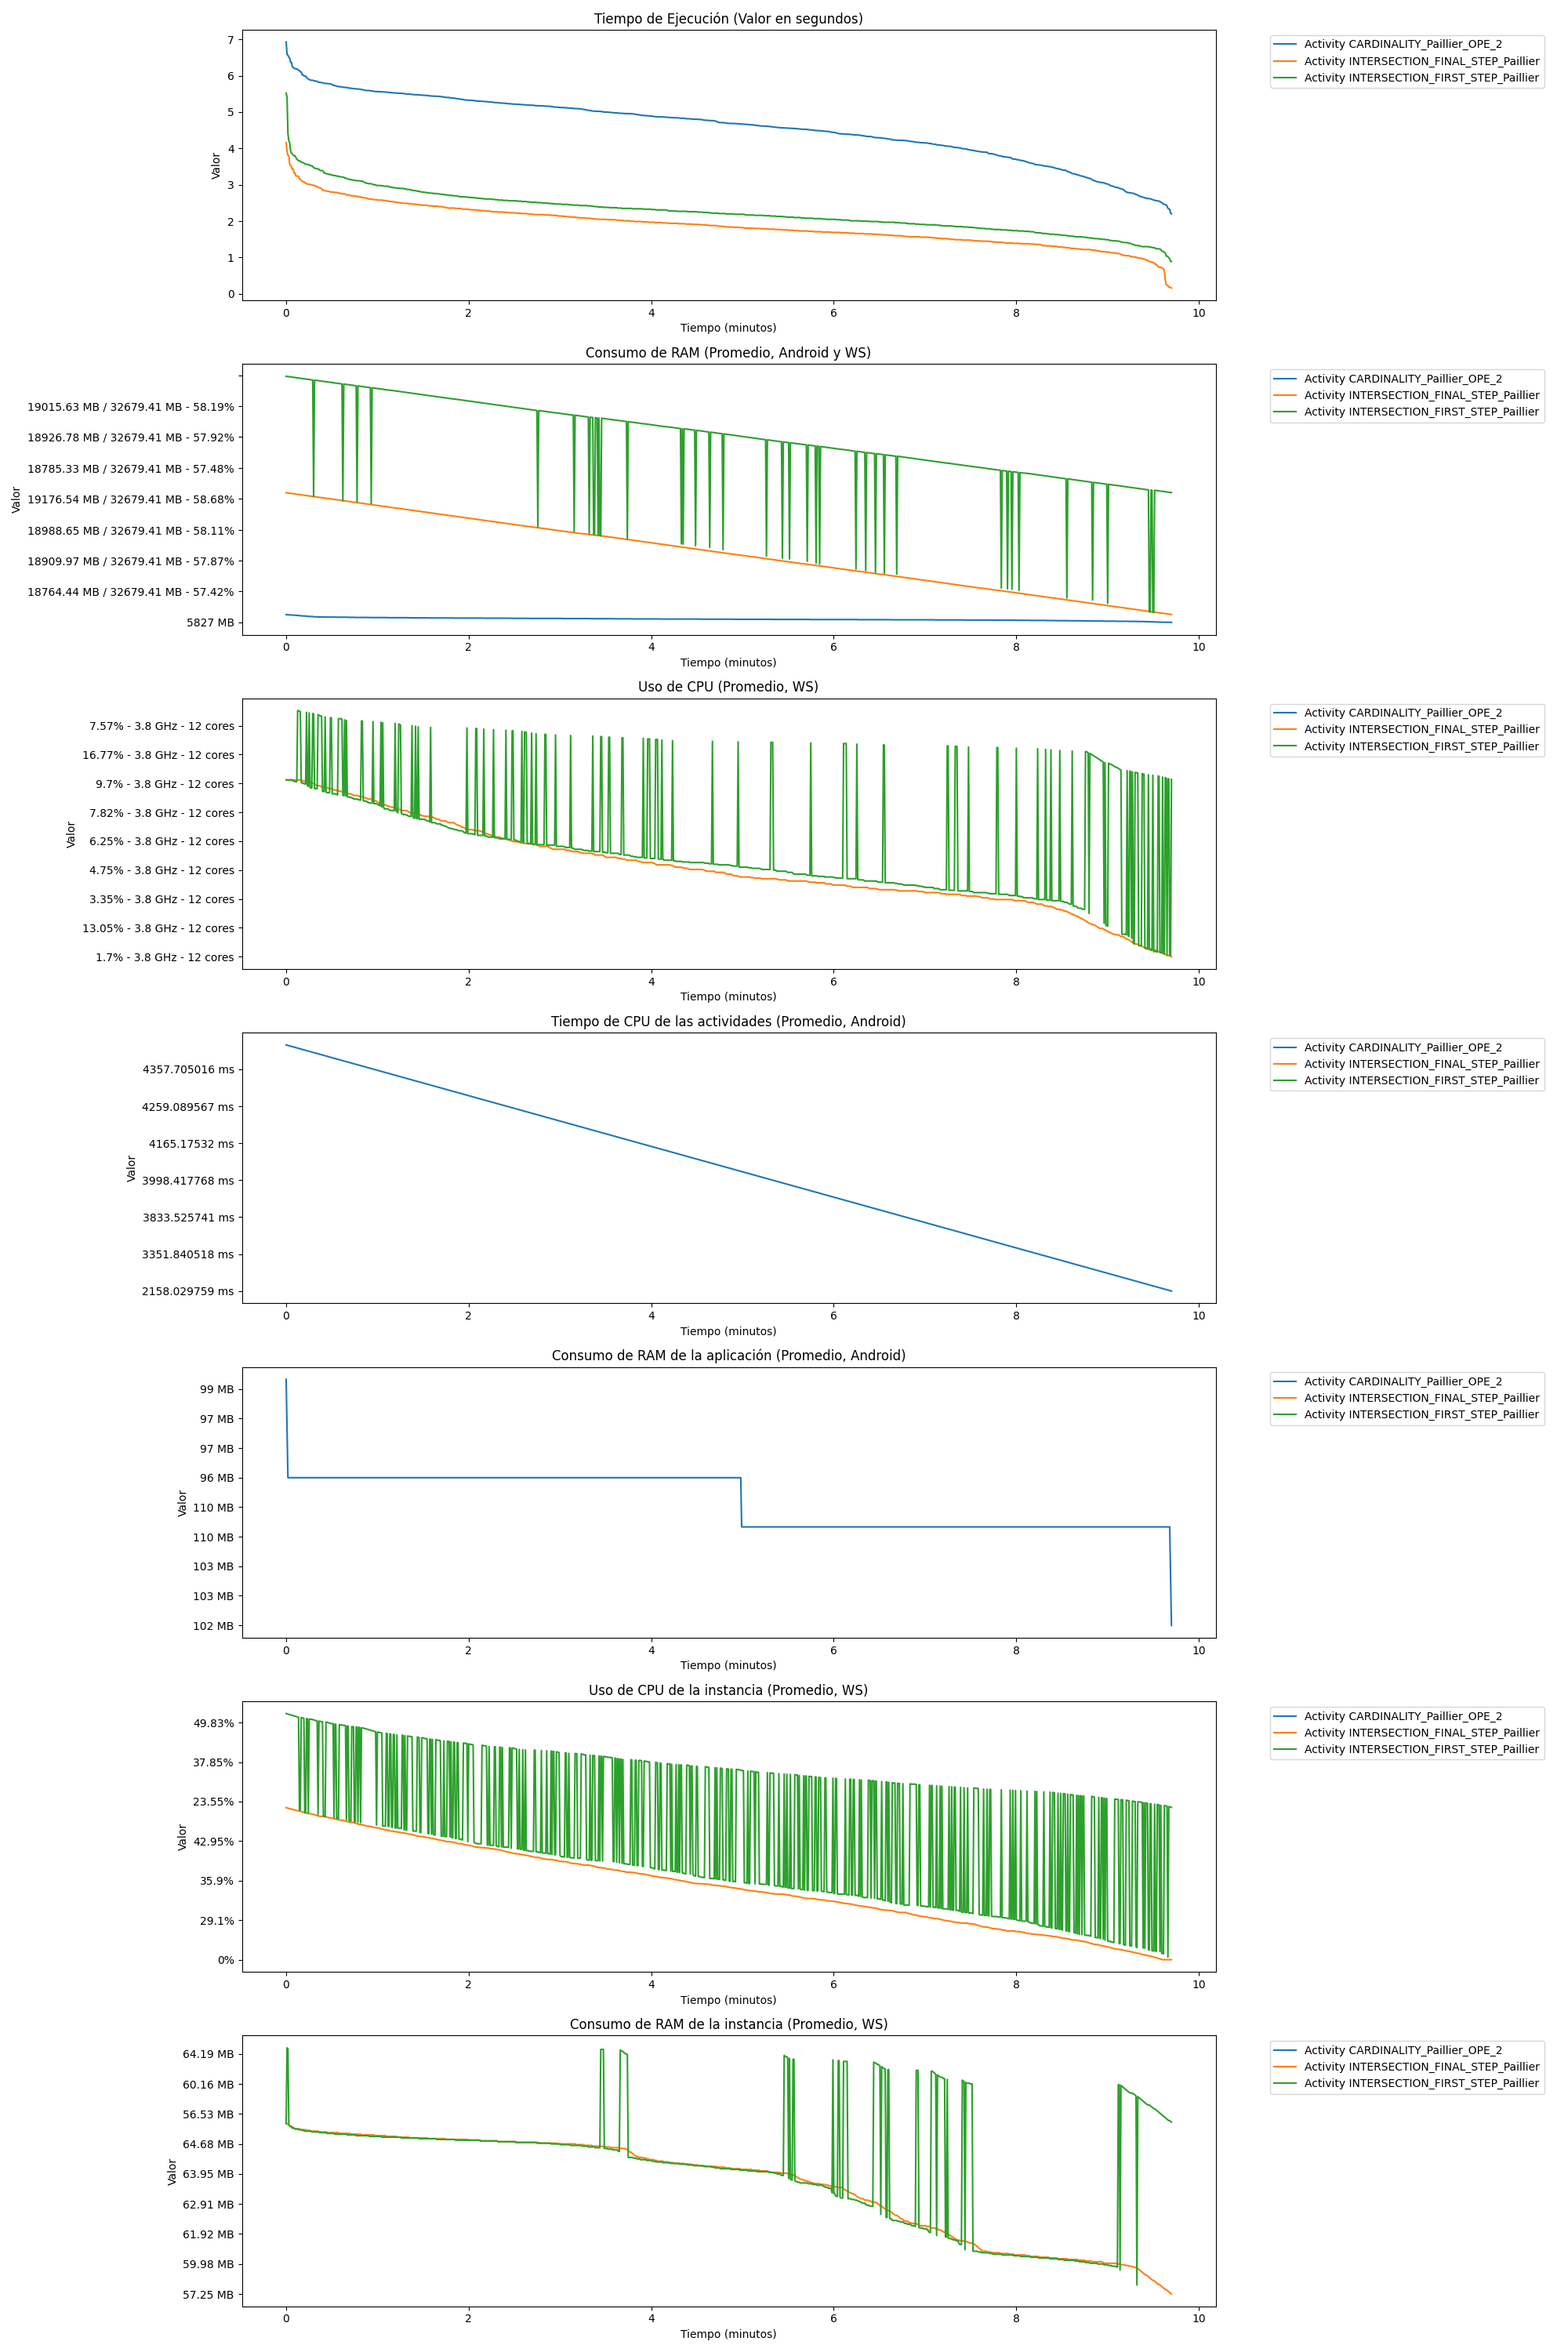 Tiempo de Ejecución (Valor en segundos)
7
6
5
4
3
2
1
0
Valor
0 2 4 6 8 10
Tiempo (minutos)
Activity CARDINALITY_Paillier_OPE_2
Activity INTERSECTION_FINAL_STEP_Paillier
Activity INTERSECTION_FIRST_STEP_Paillier
Consumo de RAM (Promedio, Android y WS)
19015.63 MB / 32679.41 MB - 58.19%
18926.78 MB / 32679.41 MB - 57.92%
18785.33 MB / 32679.41 MB - 57.48%
19176.54 MB / 32679.41 MB - 58.68%
18988.65 MB / 32679.41 MB - 58.11%
18909.97 MB / 32679.41 MB - 57.87%
18764.44 MB / 32679.41 MB - 57.42%
5827 MB
Valor
0 2 4 6 8 10
Tiempo (minutos)
Activity CARDINALITY_Paillier_OPE_2
Activity INTERSECTION_FINAL_STEP_Paillier
Activity INTERSECTION_FIRST_STEP_Paillier
Uso de CPU (Promedio, WS)
7.57% - 3.8 GHz - 12 cores
16.77% - 3.8 GHz - 12 cores
9.7% - 3.8 GHz - 12 cores
7.82% - 3.8 GHz - 12 cores
6.25% - 3.8 GHz - 12 cores
4.75% - 3.8 GHz - 12 cores
3.35% - 3.8 GHz - 12 cores
13.05% - 3.8 GHz - 12 cores
1.7% - 3.8 GHz - 12 cores
Valor
0 2 4 6 8 10
Tiempo (minutos)
Activity CARDINALITY_Paillier_OPE_2
Activity INTERSECTION_FINAL_STEP_Paillier
Activity INTERSECTION_FIRST_STEP_Paillier
Tiempo de CPU de las actividades (Promedio, Android)
4357.705016 ms
4259.089567 ms
4165.17532 ms
3998.417768 ms
3833.525741 ms
3351.840518 ms
2158.029759 ms
Valor
0 2 4 6 8 10
Tiempo (minutos)
Activity CARDINALITY_Paillier_OPE_2
Activity INTERSECTION_FINAL_STEP_Paillier
Activity INTERSECTION_FIRST_STEP_Paillier
Consumo de RAM de la aplicación (Promedio, Android)
99 MB
97 MB
97 MB
96 MB
110 MB
110 MB
103 MB
103 MB
102 MB
Valor
0 2 4 6 8 10
Tiempo (minutos)
Activity CARDINALITY_Paillier_OPE_2
Activity INTERSECTION_FINAL_STEP_Paillier
Activity INTERSECTION_FIRST_STEP_Paillier
Uso de CPU de la instancia (Promedio, WS)
49.83%
37.85%
23.55%
42.95%
35.9%
29.1%
0%
Valor
0 2 4 6 8 10
Tiempo (minutos)
Activity CARDINALITY_Paillier_OPE_2
Activity INTERSECTION_FINAL_STEP_Paillier
Activity INTERSECTION_FIRST_STEP_Paillier
Consumo de RAM de la instancia (Promedio, WS)
64.19 MB
60.16 MB
56.53 MB
64.68 MB
63.95 MB
62.91 MB
61.92 MB
59.98 MB
57.25 MB
Valor
0 2 4 6 8 10
Tiempo (minutos)
Activity CARDINALITY_Paillier_OPE_2
Activity INTERSECTION_FINAL_STEP_Paillier
Activity INTERSECTION_FIRST_STEP_Paillier